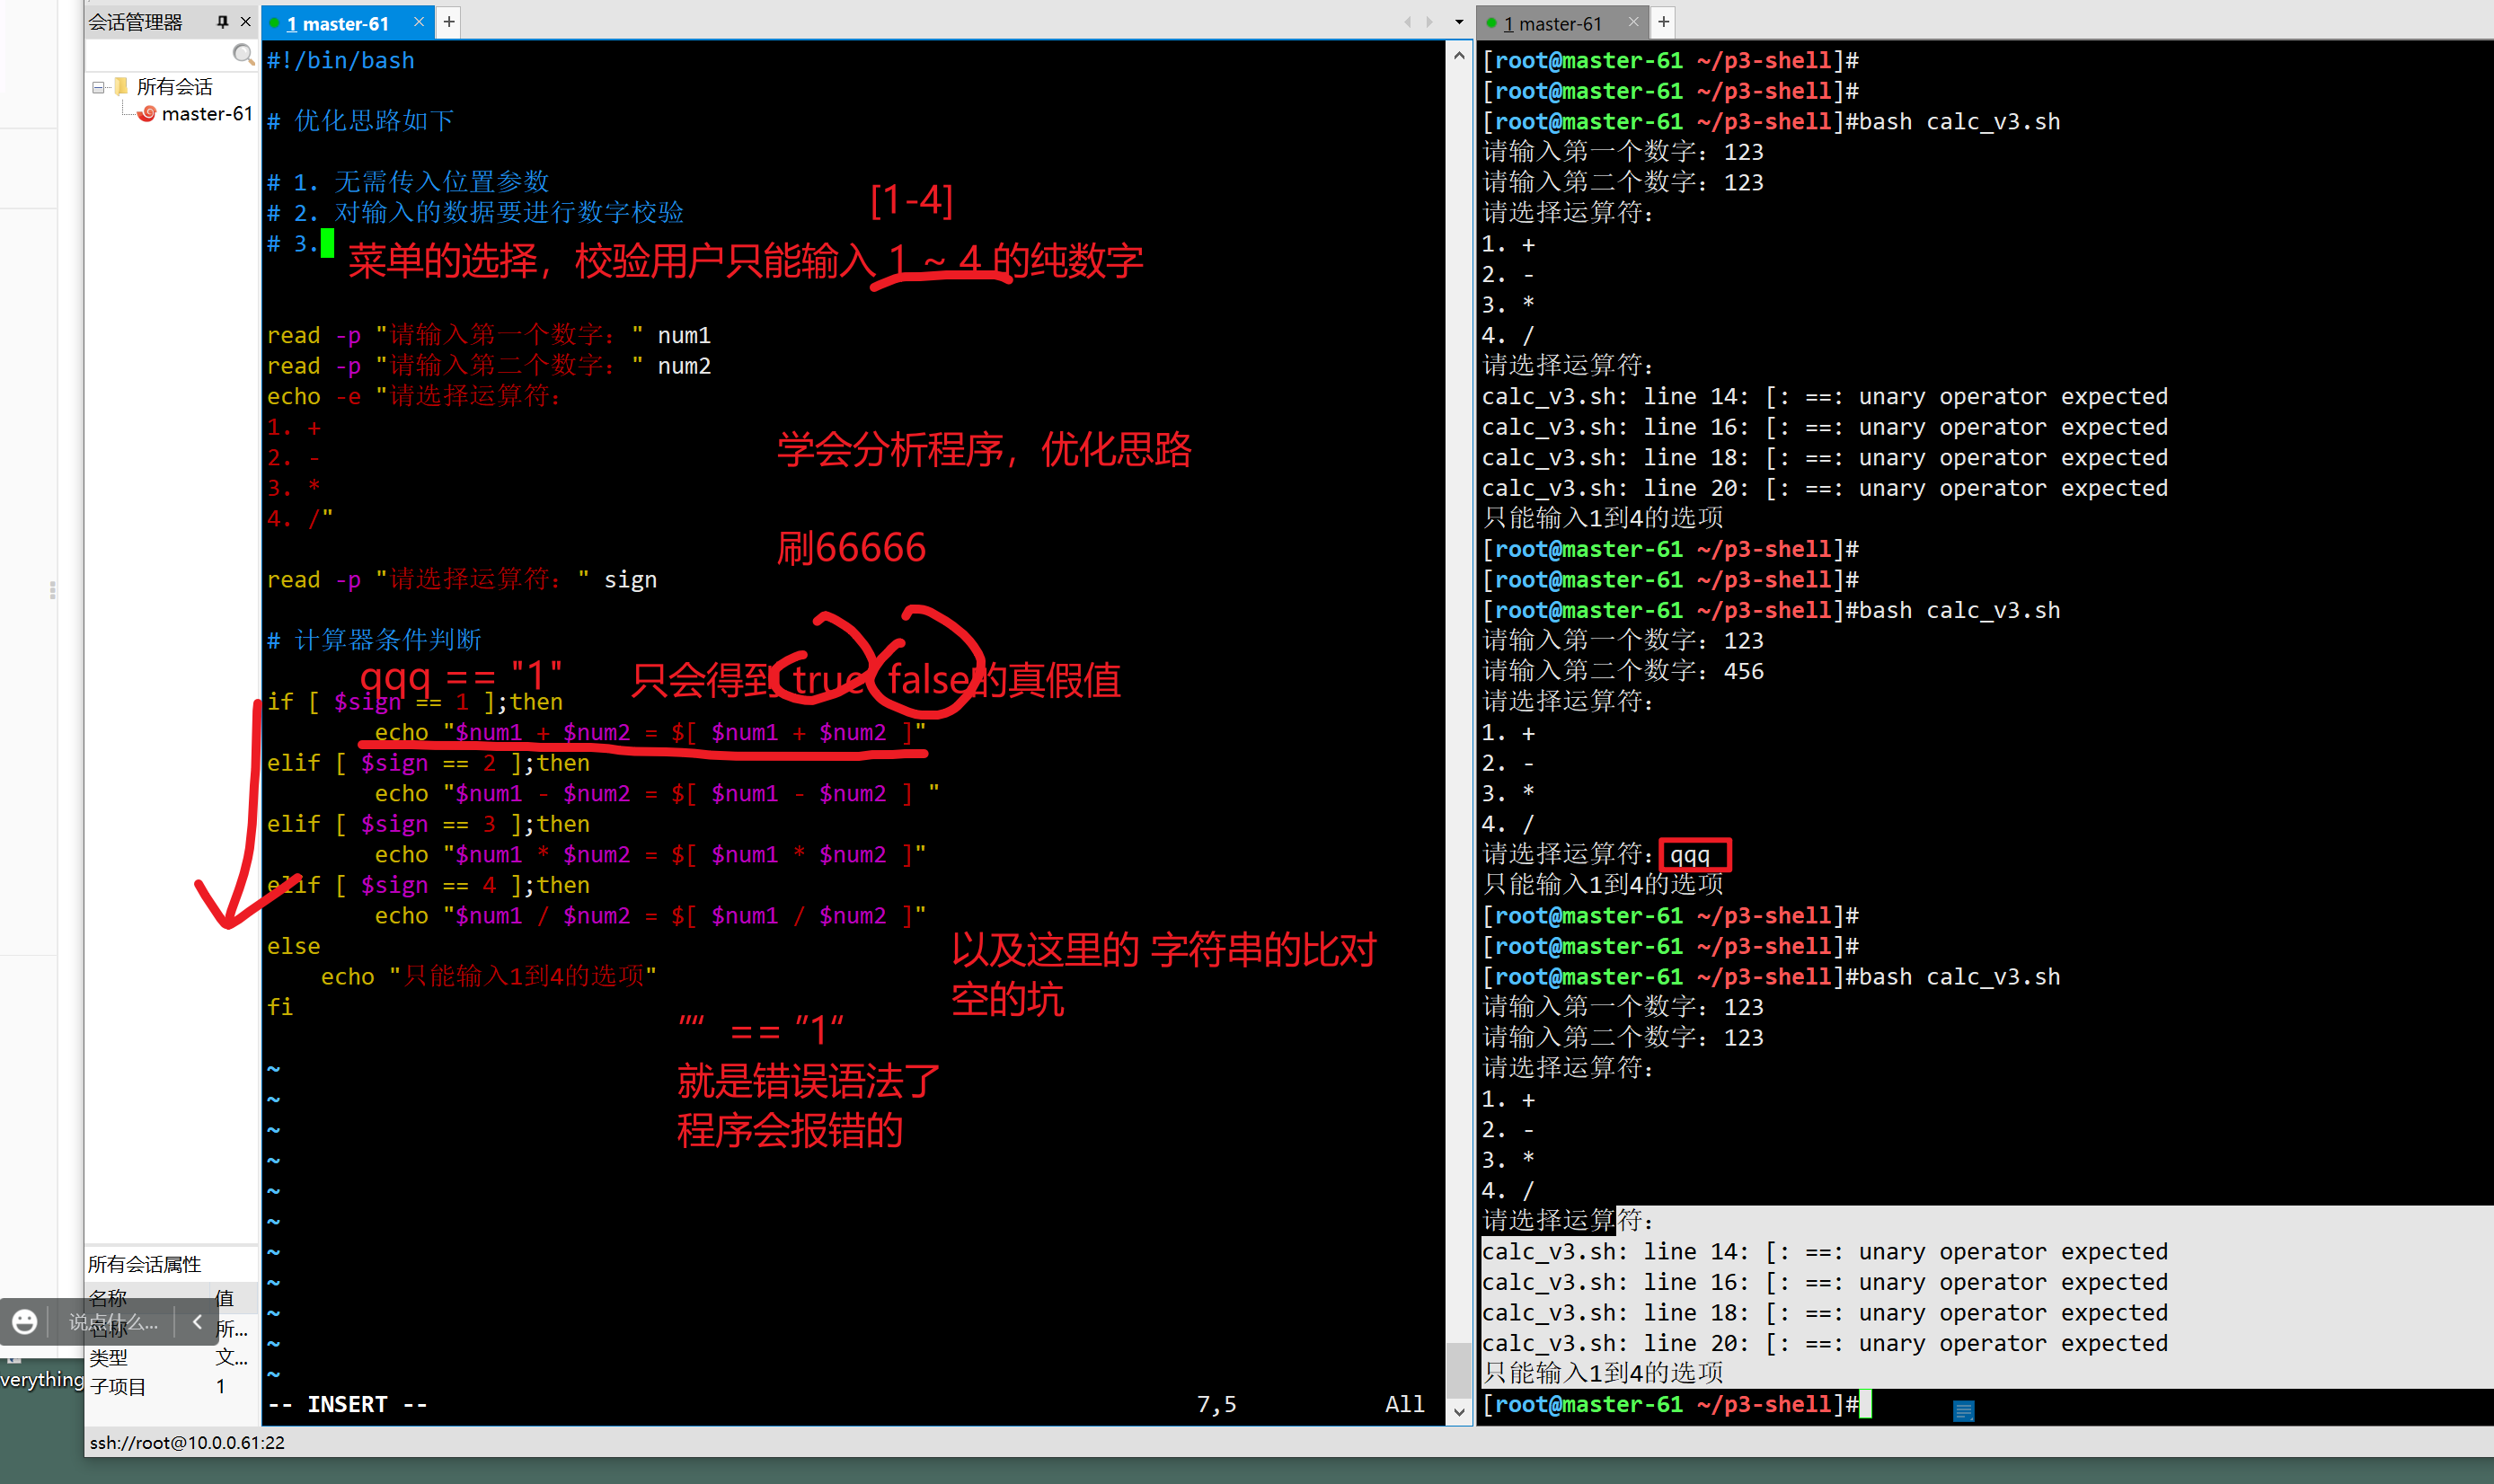 会话管理器
1 master-61
所有会话
master-61
#!/bin/bash
# 优化思路如下
# 1. 无需传入位置参数
[1-4]
# 2. 对输入的数据要进行数字校验
# 3.
菜单的选择，校验用户只能输入 1 ~ 4 的纯数字
read -p "请输入第一个数字：" num1
read -p "请输入第二个数字：" num2
echo -e "请选择运算符：
1. +
2. -
3. *
4. /"
学会分析程序，优化思路
刷66666
read -p "请选择运算符：" sign
# 计算器条件判断
qqq == "1"
只会得到 true false的真假值
if [ $sign == 1 ];then
echo "$num1 + $num2 = $[ $num1 + $num2 ]"
elif [ $sign == 2 ];then
echo "$num1 - $num2 = $[ $num1 - $num2 ] "
elif [ $sign == 3 ];then
echo "$num1 * $num2 = $[ $num1 * $num2 ]"
elif [ $sign == 4 ];then
echo "$num1 / $num2 = $[ $num1 / $num2 ]"
else
echo "只能输入1到4的选项"
fi
以及这里的 字符串的比对
空的坑
”“ == ”1“
就是错误语法了
程序会报错的
~
~
~
~
~
~
~
~
~
~
~
-- INSERT --
7,5
All
1 master-61
[root@master-61 ~/p3-shell]#
[root@master-61 ~/p3-shell]#
[root@master-61 ~/p3-shell]#bash calc_v3.sh
请输入第一个数字：123
请输入第二个数字：123
请选择运算符：
1. +
2. -
3. *
4. /
请选择运算符：
calc_v3.sh: line 14: [: ==: unary operator expected
calc_v3.sh: line 16: [: ==: unary operator expected
calc_v3.sh: line 18: [: ==: unary operator expected
calc_v3.sh: line 20: [: ==: unary operator expected
只能输入1到4的选项
[root@master-61 ~/p3-shell]#
[root@master-61 ~/p3-shell]#
[root@master-61 ~/p3-shell]#bash calc_v3.sh
请输入第一个数字：123
请输入第二个数字：456
请选择运算符：
1. +
2. -
3. *
4. /
请选择运算符：qqq
只能输入1到4的选项
[root@master-61 ~/p3-shell]#
[root@master-61 ~/p3-shell]#
[root@master-61 ~/p3-shell]#bash calc_v3.sh
请输入第一个数字：123
请输入第二个数字：123
请选择运算符：
1. +
2. -
3. *
4. /
请选择运算符：
calc_v3.sh: line 14: [: ==: unary operator expected
calc_v3.sh: line 16: [: ==: unary operator expected
calc_v3.sh: line 18: [: ==: unary operator expected
calc_v3.sh: line 20: [: ==: unary operator expected
只能输入1到4的选项
[root@master-61 ~/p3-shell]#
所有会话属性
名称 值
名称 所...
说点什么...
类型 文...
子项目 1
verything
ssh://root@10.0.0.61:22